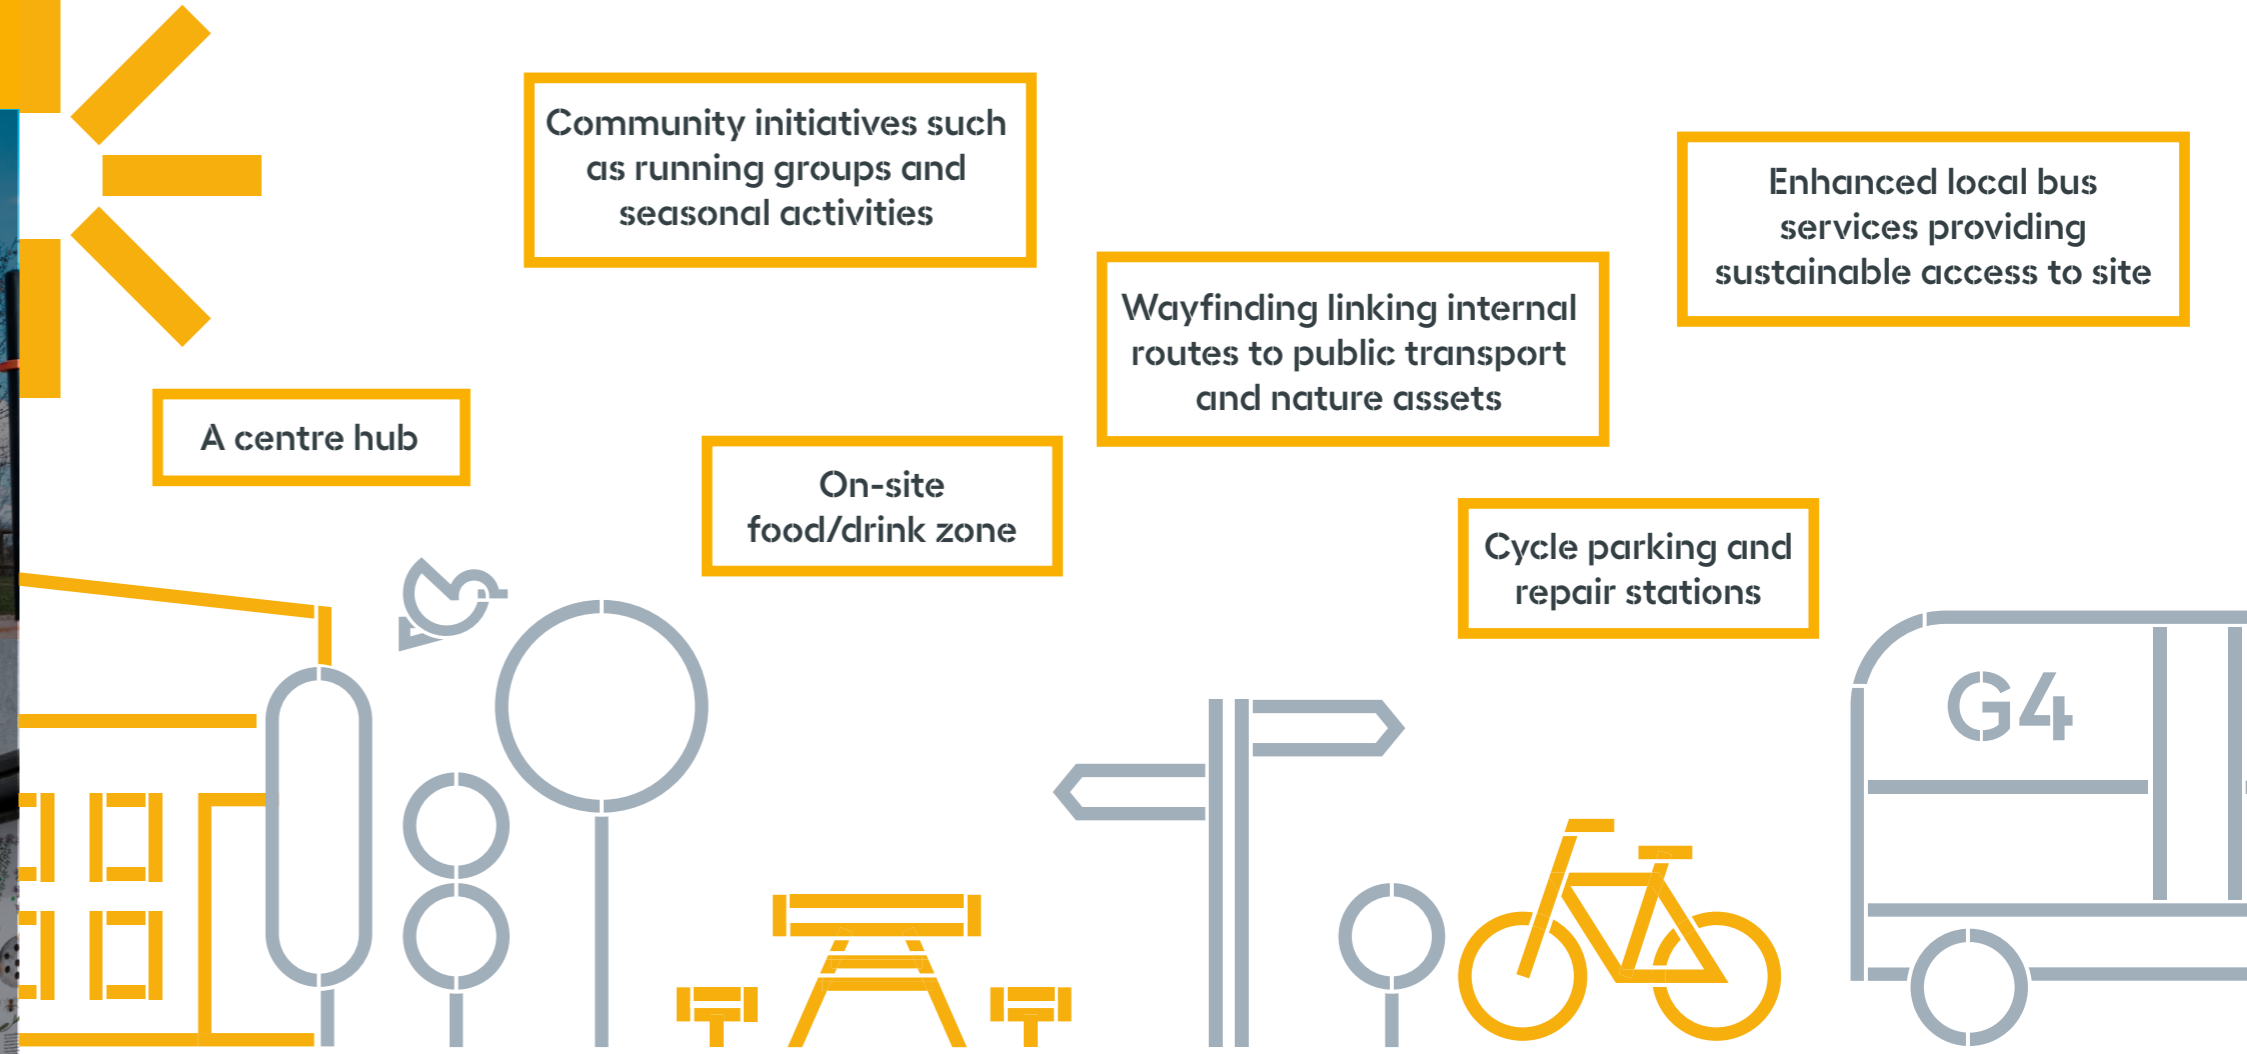 Community initiatives such
as running groups and
seasonal activities
Enhanced local bus
services providing
sustainable access to site
Wayfinding linking internal
routes to public transport
and nature assets
A centre hub
On-site
food/drink zone
Cycle parking and
repair stations
G4